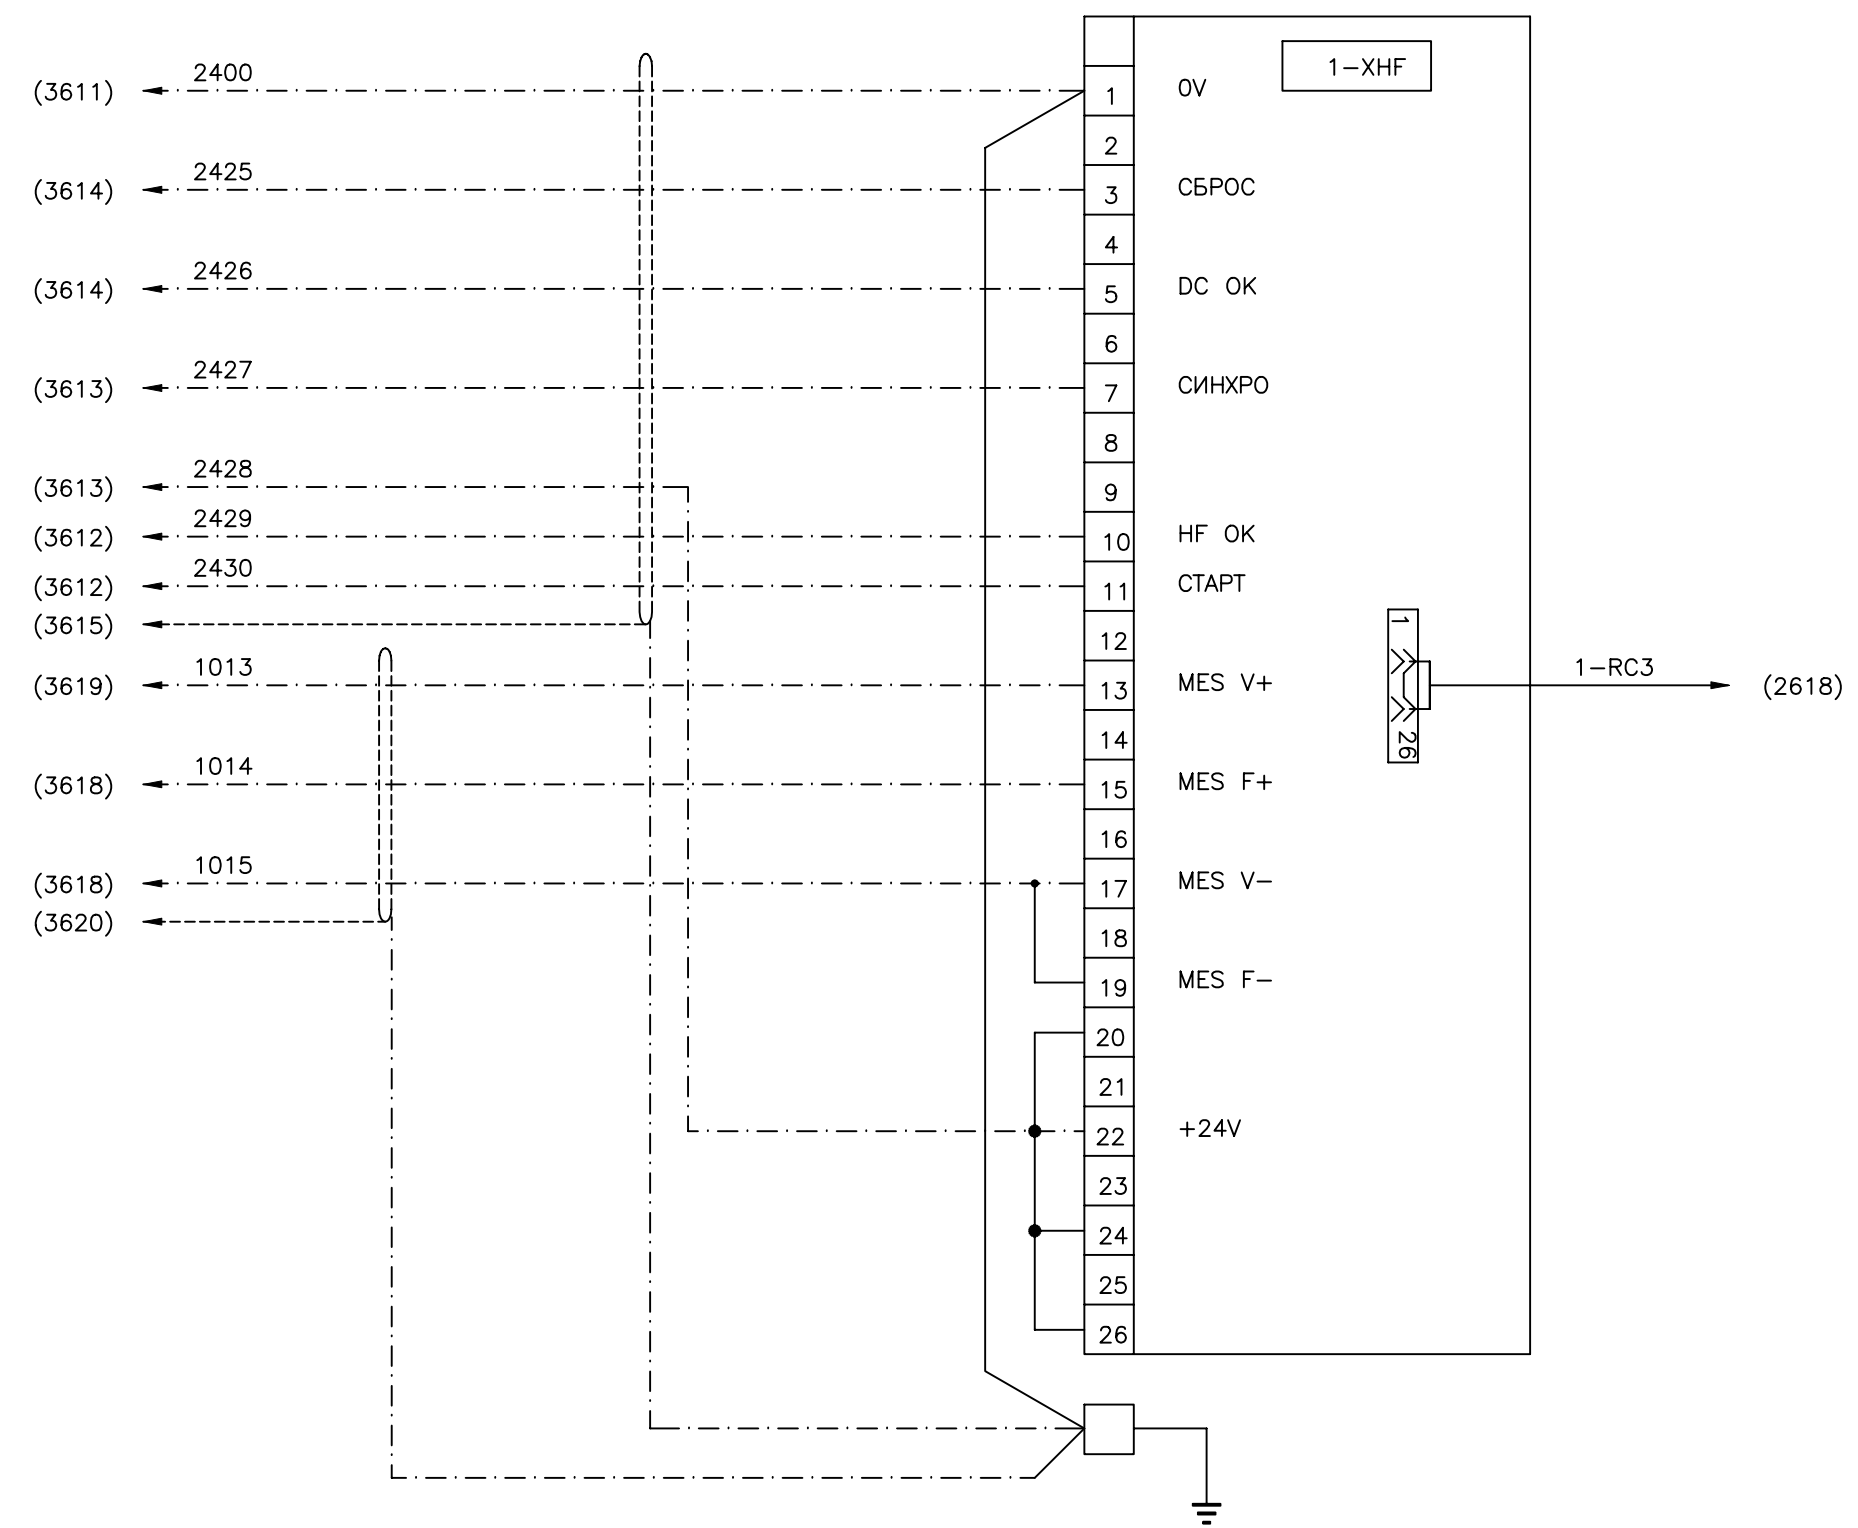 1-XHF
2400
(3611) 1 0V
2
2425
(3614) 3 СБРОС
4
2426
(3614) 5 DC OK
6
2427
(3613) 7 СИНХРО
8
2428
(3613) 9
2429
(3612) 10 HF OK
2430
(3612) 11 СТАРТ
(3615)
12
1
1013 1-RC3
(3619) 13 MES V+ (2618)
14 26
1014
(3618) 15 MES F+
16
1015
(3618) 17 MES V-
(3620)
18
19 MES F-
20
21
22 +24V
23
24
25
26